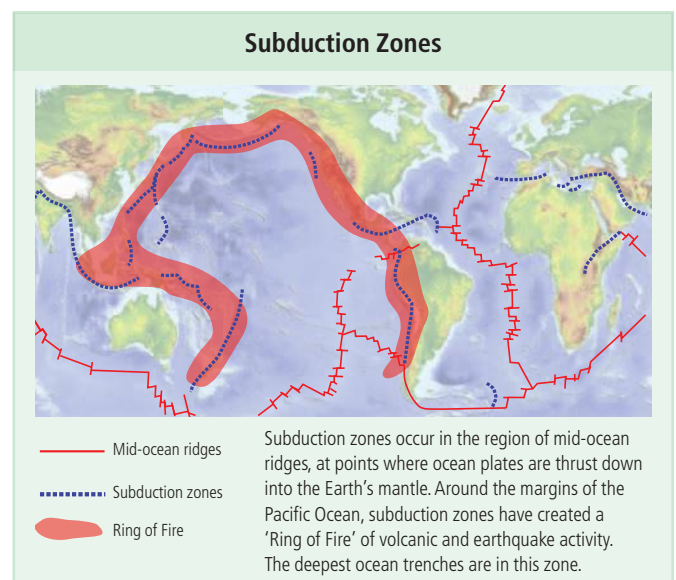 Subduction Zones
Mid-ocean ridges
Subduction zones
Ring of Fire
Subduction zones occur in the region of mid-ocean
ridges, at points where ocean plates are thrust down
into the Earth's mantle. Around the margins of the
Pacific Ocean, subduction zones have created a
'Ring of Fire' of volcanic and earthquake activity.
The deepest ocean trenches are in this zone.